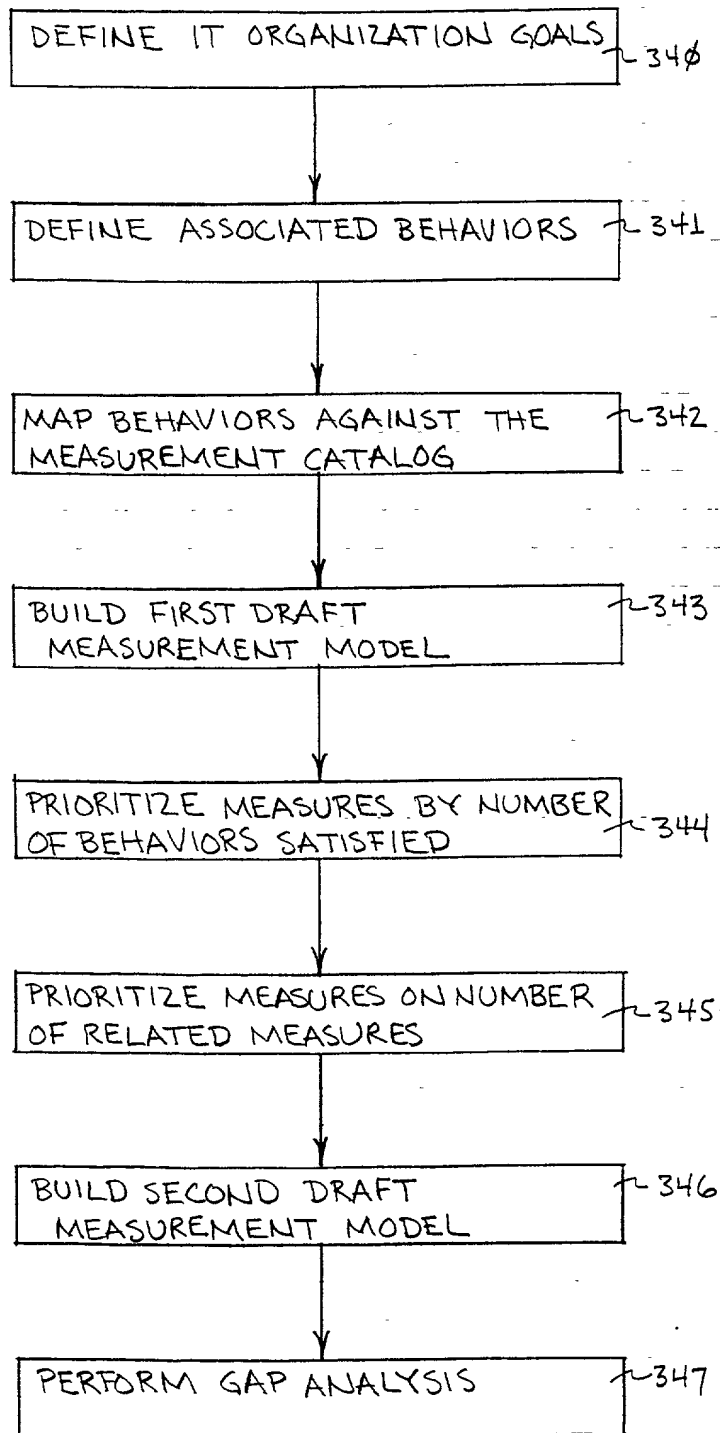 DEFINE IT ORGANIZATION GOALS
34φ
DEFINE ASSOCIATED BEHAVIORS
341
MAP BEHAVIORS AGAINST THE
342
MEASUREMENT CATALOG
BUILD FIRST DRAFT
343
MEASUREMENT MODEL
PRIORITIZE MEASURES BY NUMBER
OF BEHAVIORS SATISFIED
344
PRIORITIZE MEASURES ON NUMBER
OF RELATED MEASURES
345
BUILD SECOND DRAFT
346
MEASUREMENT MODEL
PERFORM GAP ANALYSIS
347